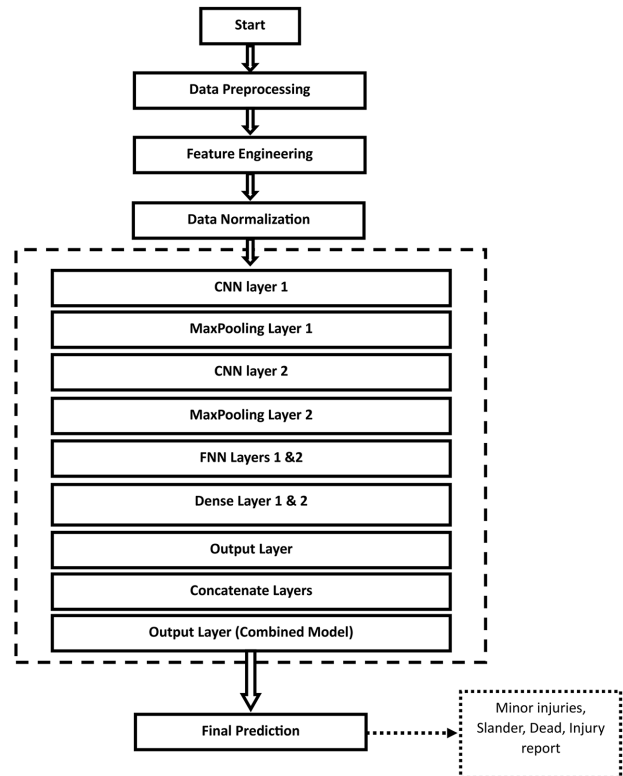 Start
Data Preprocessing
Feature Engineering
Data Normalization
CNN layer 1
MaxPooling Layer 1
CNN layer 2
MaxPooling Layer 2
FNN Layers 1 &2
Dense Layer 1 & 2
Output Layer
Concatenate Layers
Output Layer (Combined Model)
Final Prediction
Minor injuries,
Slander, Dead, Injury
report